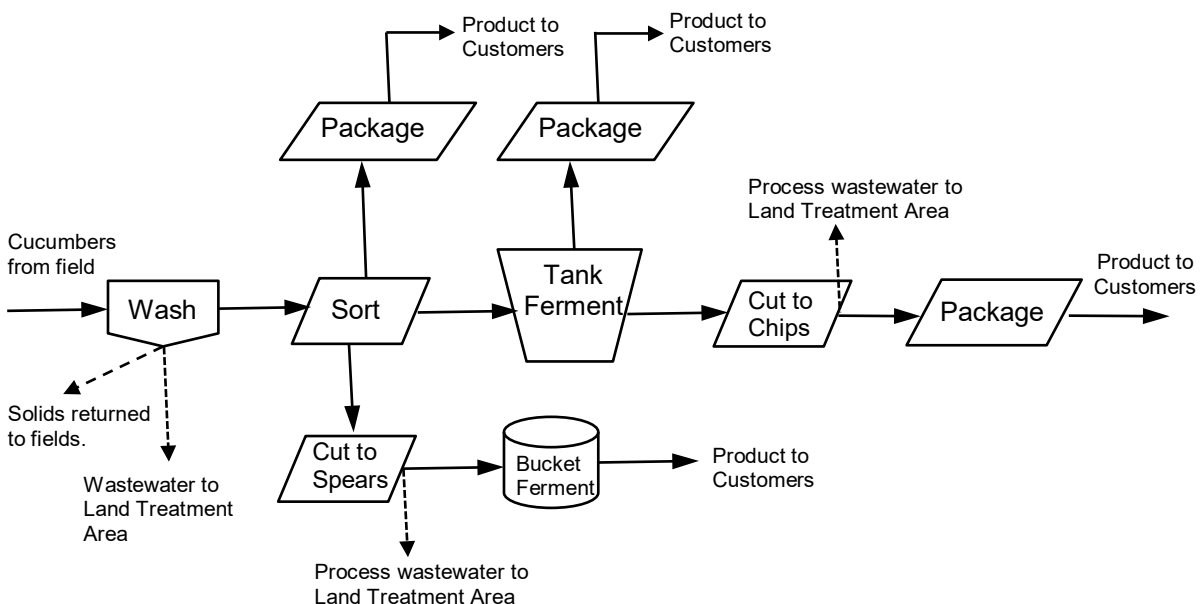 Product to
Customers
Product to
Customers
Package
Package
Process wastewater to
Land Treatment Area
Cucumbers
from field
Wash
Sort
Tank
Ferment
Cut to
Chips
Package
Product to
Customers
Solids returned
to fields.
Wastewater to
Land Treatment
Area
Cut to
Spears
Bucket
Ferment
Product to
Customers
Process wastewater to
Land Treatment Area